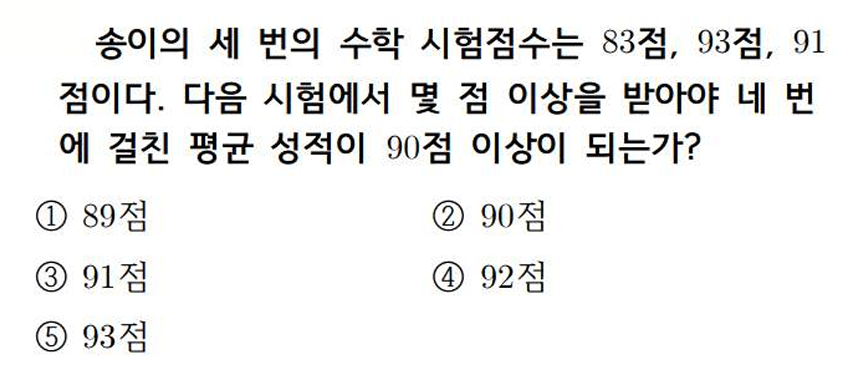 송이의 세 번의 수학 시험점수는 83점, 93점, 91
점이다. 다음 시험에서 몇 점 이상을 받아야 네 번
에 걸친 평균 성적이 90점 이상이 되는가?
① 89점 ② 90점
③ 91점 ④ 92점
⑤ 93점